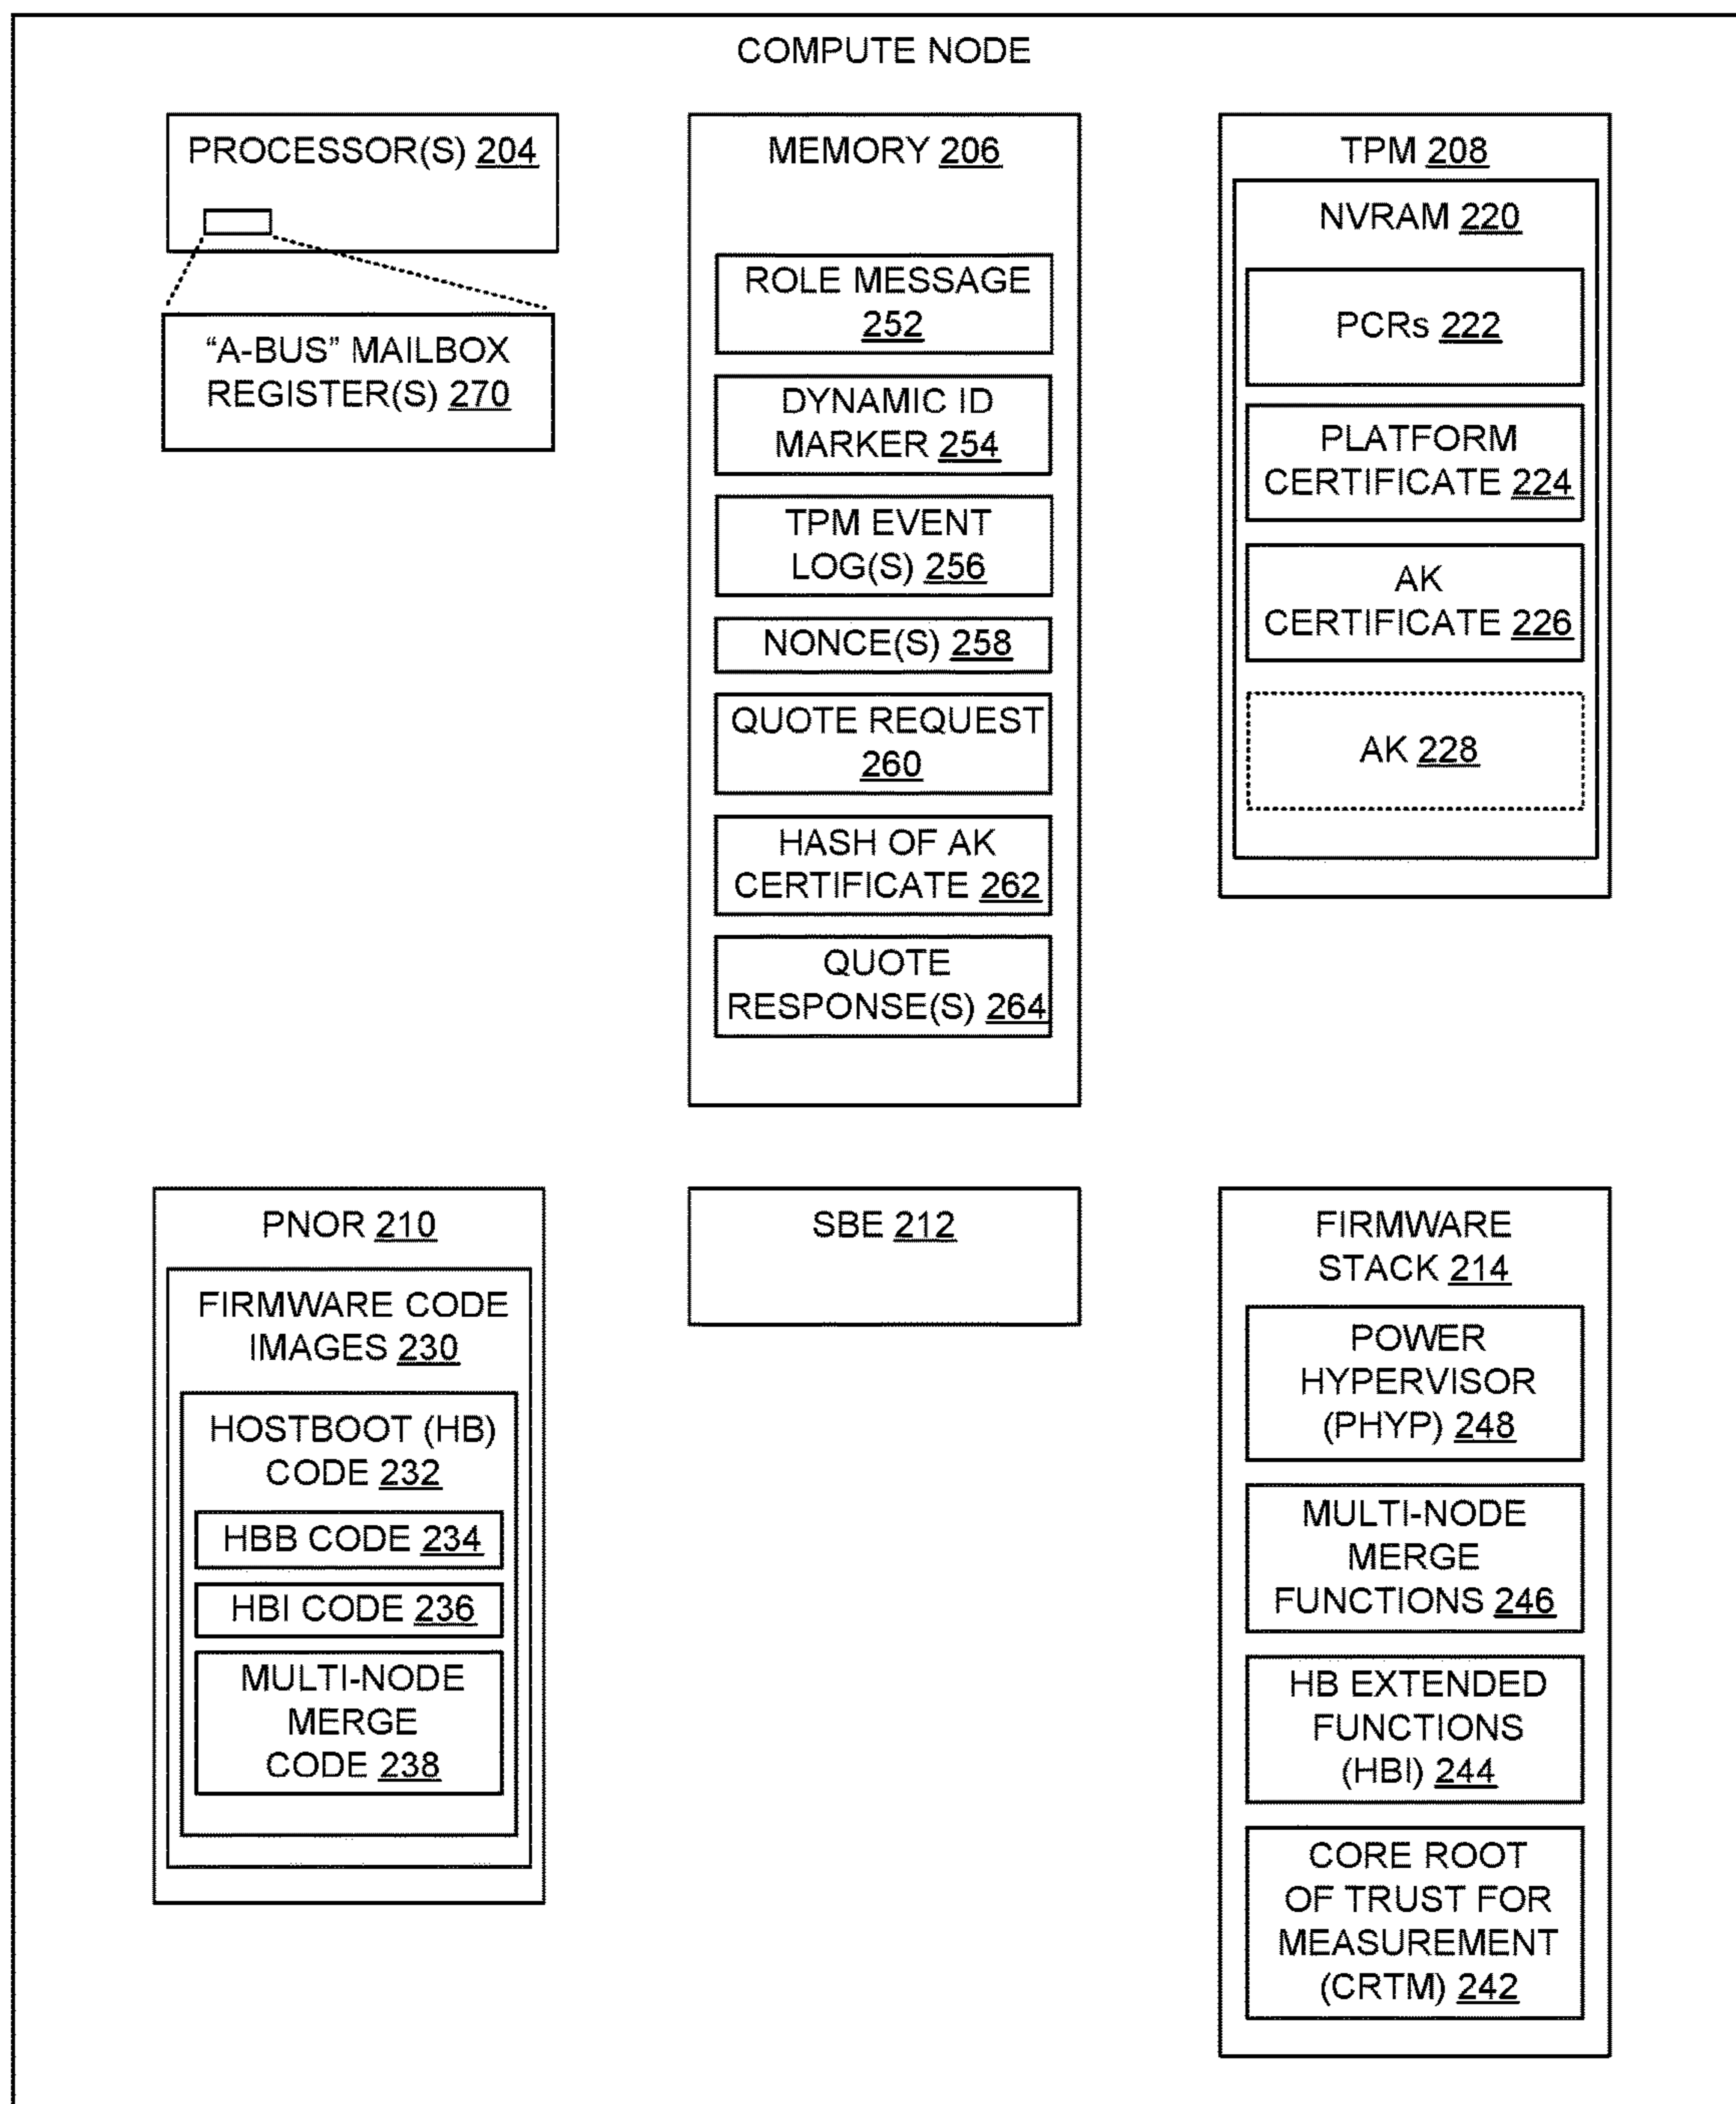 COMPUTE NODE
PROCESSOR(S) 204
“A-BUS” MAILBOX
REGISTER(S) 270
MEMORY 206
ROLE MESSAGE
252
DYNAMIC ID
MARKER 254
TPM EVENT
LOG(S) 256
NONCE(S) 258
QUOTE REQUEST
260
HASH OF AK
CERTIFICATE 262
QUOTE
RESPONSE(S) 264
TPM 208
NVRAM 220
PCRs 222
PLATFORM
CERTIFICATE 224
AK
CERTIFICATE 226
AK 228
PNOR 210
FIRMWARE CODE
IMAGES 230
HOSTBOOT (HB)
CODE 232
HBB CODE 234
HBI CODE 236
MULTI-NODE
MERGE
CODE 238
SBE 212
FIRMWARE
STACK 214
POWER
HYPERVISOR
(PHYP) 248
MULTI-NODE
MERGE
FUNCTIONS 246
HB EXTENDED
FUNCTIONS
(HBI) 244
CORE ROOT
OF TRUST FOR
MEASUREMENT
(CRTM) 242